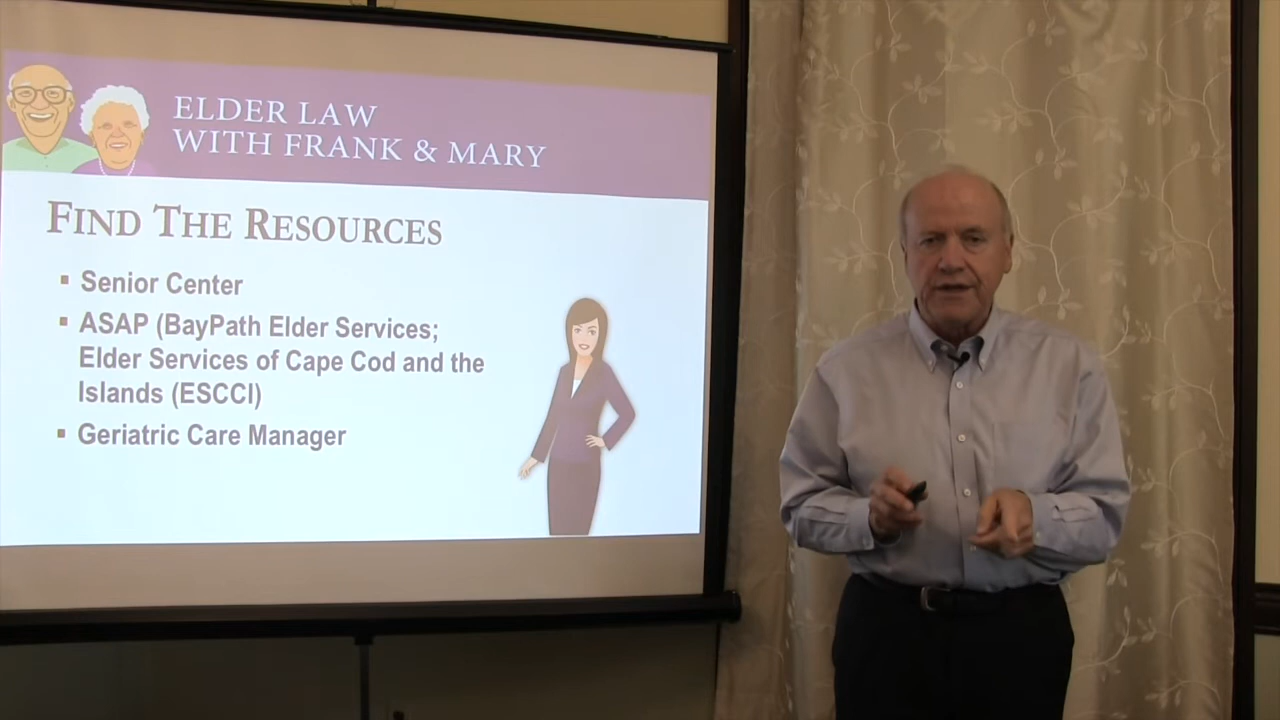 ELDER LAW
WITH FRANK & MARY
FIND THE RESOURCES
▪ Senior Center
▪ ASAP (BayPath Elder Services;
Elder Services of Cape Cod and the
Islands (ESCCI)
▪ Geriatric Care Manager